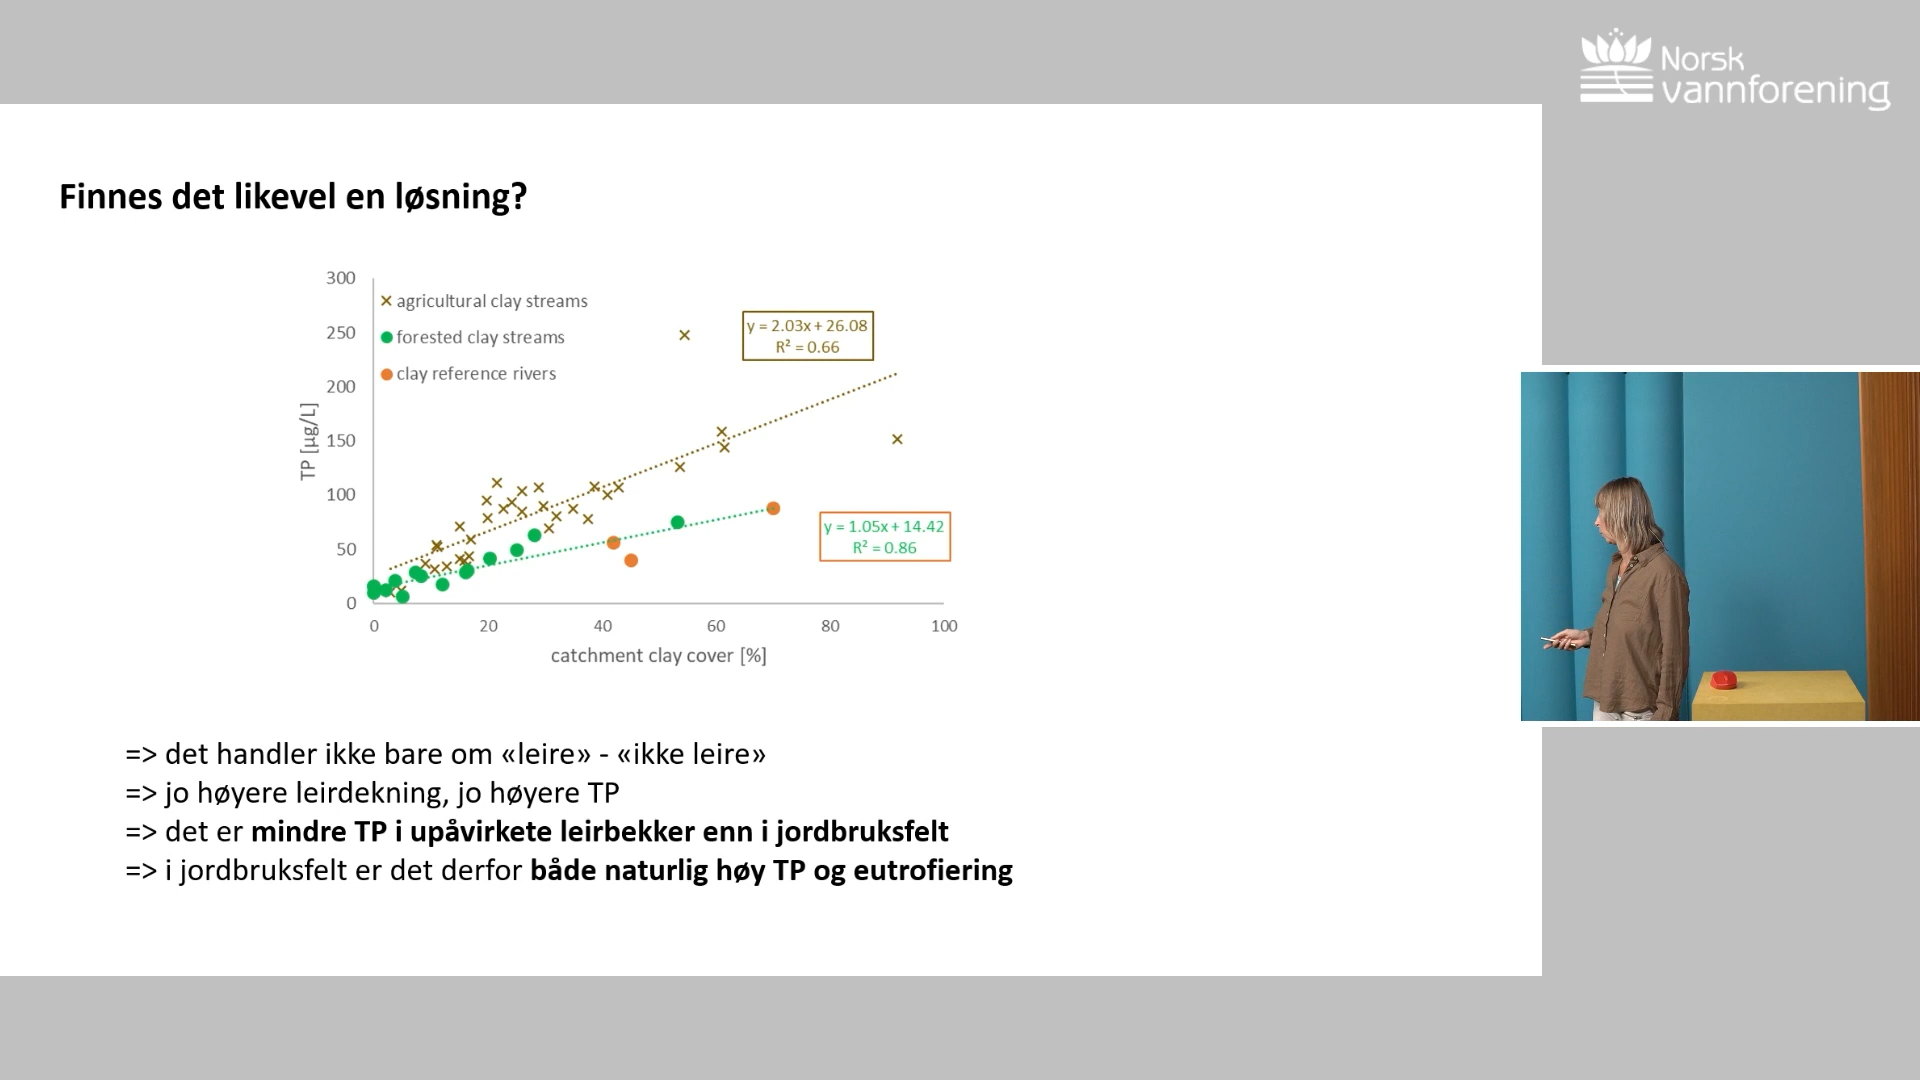 Norsk
vannforening
Finnes det likevel en løsning?
300
250
200
150
100
50
0
TP [µg/L]
agricultural clay streams
forested clay streams
clay reference rivers
y = 2.03x + 26.08
R² = 0.66
y = 1.05x + 14.42
R² = 0.86
0 20 40 60 80 100
catchment clay cover [%]
=> det handler ikke bare om «leire» - «ikke leire»
=> jo høyere leirdekning, jo høyere TP
=> det er mindre TP i upåvirkete leirbekker enn i jordbruksfelt
=> i jordbruksfelt er det derfor både naturlig høy TP og eutrofiering